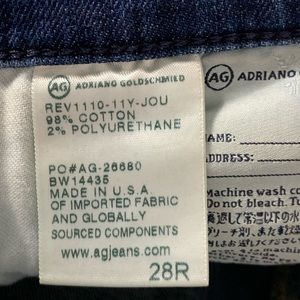 AG ADRIANO GOLDSCHMIED
REV1110-11Y-JOU
98% COTTON
2% POLYURETHANE
PO#AG-26680
BW14435
MADE IN U.S.A
OF IMPORTED FABRIC
AND GLOBALLY
SOURCED COMPONENTS
www.agjeans.com
28R
AG ADRIANO
NAME:
ADDRESS:
Machine wash c
Do not bleach. Tu